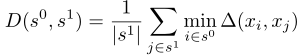 D(s^0, s^1) = \frac{1}{|s^1|} \sum_{j \in s^1} \min_{i \in s^0} \Delta(x_i, x_j)